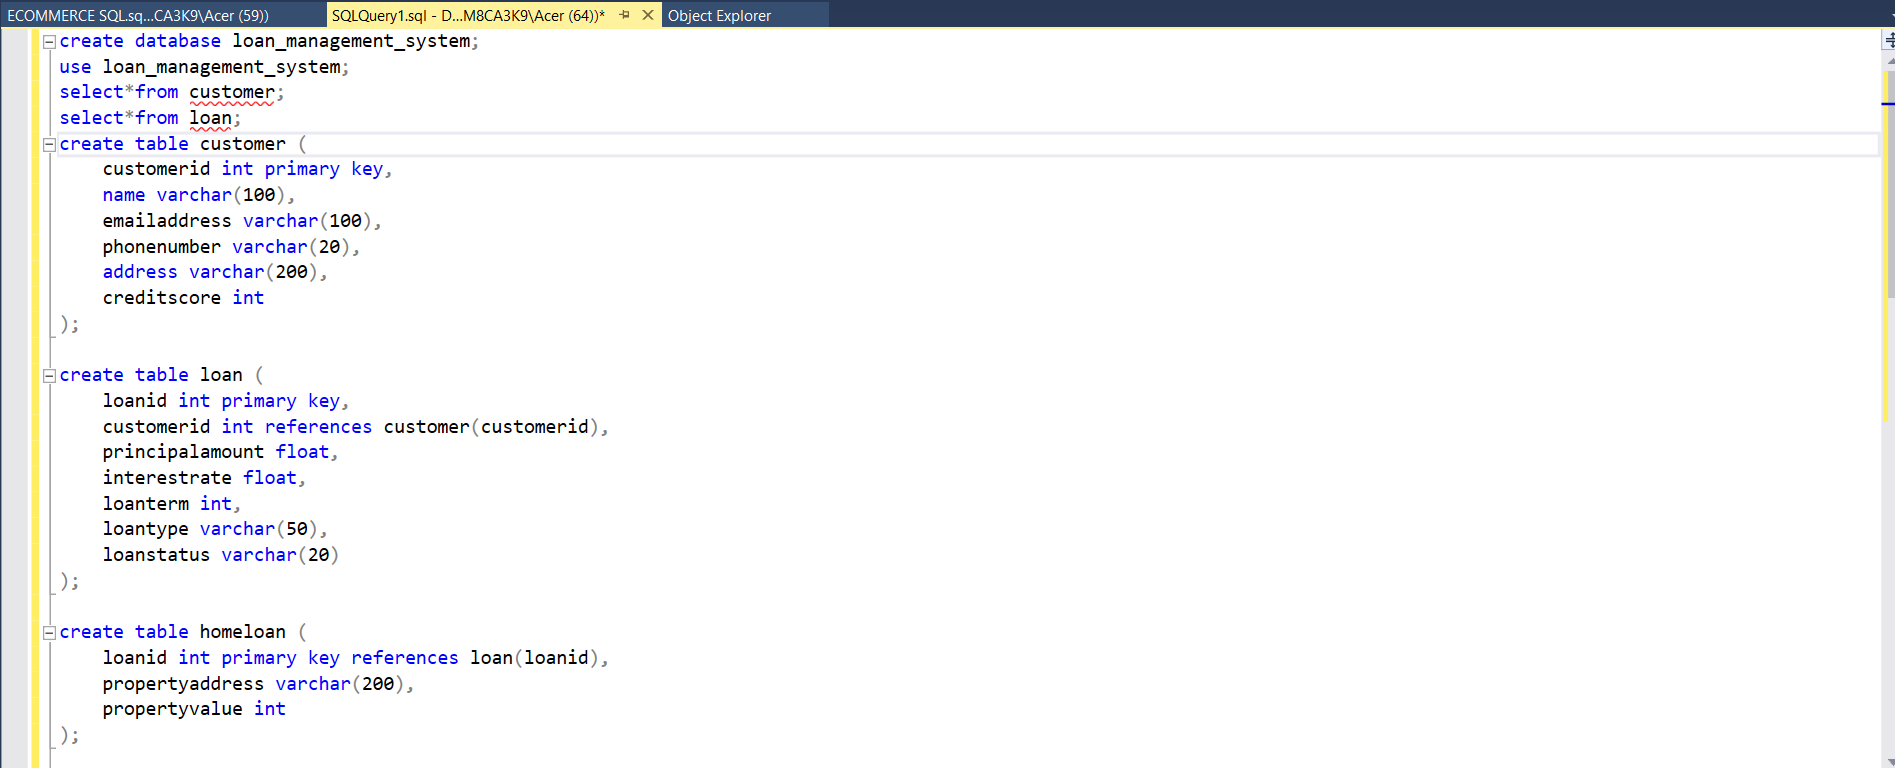 ECOMMERCE SQL.sq...CA3K9\Acer (59)) SQLQuery1.sql - D...M8CA3K9\Acer (64))* Object Explorer
create database loan_management_system;
use loan_management_system;
select*from customer;
select*from loan;
create table customer (
    customerid int primary key,
    name varchar(100),
    emailaddress varchar(100),
    phonenumber varchar(20),
    address varchar(200),
    creditscore int
);

create table loan (
    loanid int primary key,
    customerid int references customer(customerid),
    principalamount float,
    interestrate float,
    loanterm int,
    loantype varchar(50),
    loanstatus varchar(20)
);

create table homeloan (
    loanid int primary key references loan(loanid),
    propertyaddress varchar(200),
    propertyvalue int
);